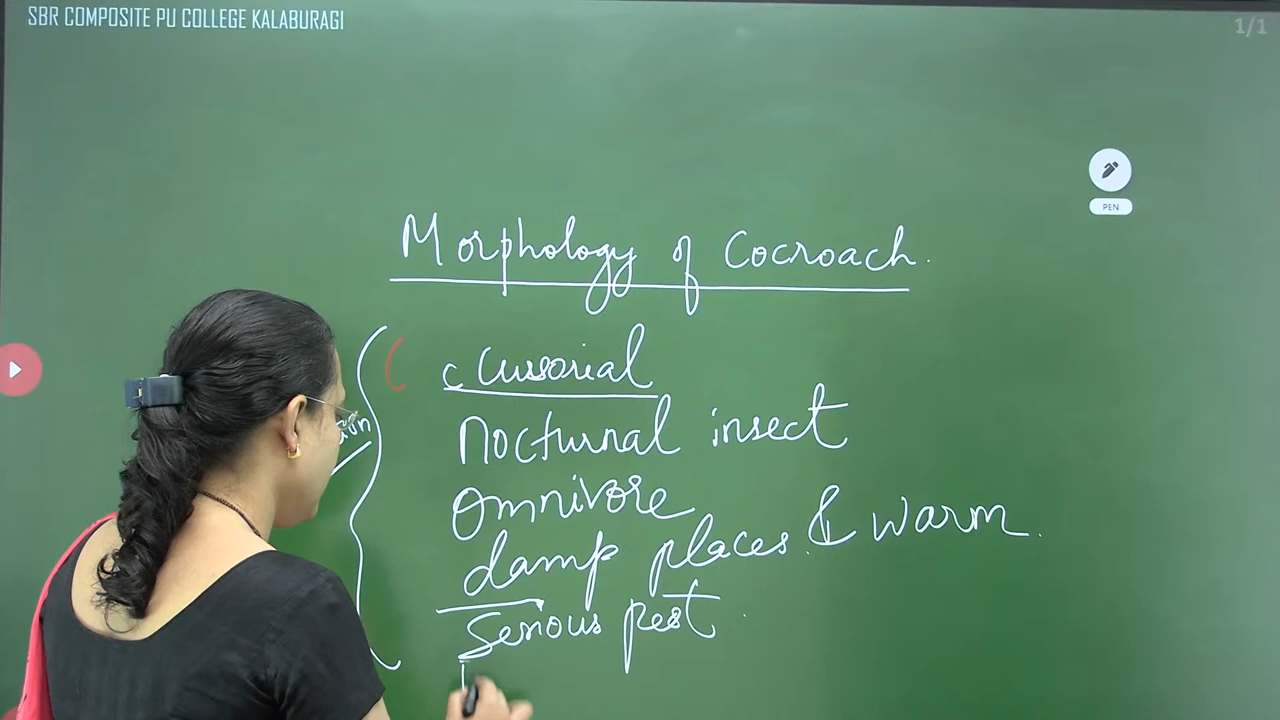 SBR COMPOSITE PU COLLEGE KALABURAGI
1/1
PEN
Morphology of Cocroach.
c Cussorial
Nocturnal insect
Omnivore
damp places. & warm.
Serious pest.